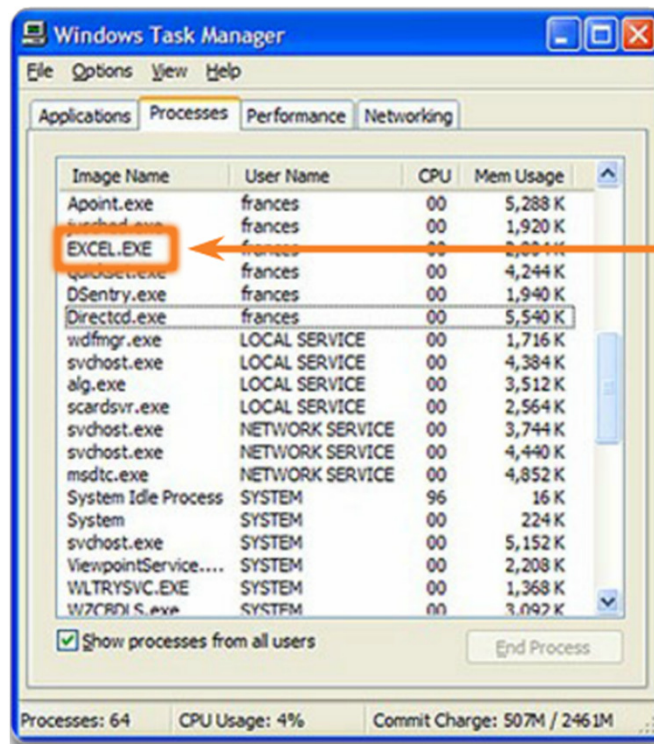 Windows Task Manager
File Options View Help
Applications Processes Performance Networking
Image Name User Name CPU Mem Usage
Apoint.exe frances 00 5,288 K
frances 00 1,920 K
EXCEL.EXE
frances 00 4,244 K
DSentry.exe frances 00 1,940 K
Directcd.exe frances 00 5,540 K
wdfmgr.exe LOCAL SERVICE 00 1,716 K
svchost.exe LOCAL SERVICE 00 4,384 K
alg.exe LOCAL SERVICE 00 3,512 K
scardsvr.exe LOCAL SERVICE 00 2,564 K
svchost.exe NETWORK SERVICE 00 3,744 K
svchost.exe NETWORK SERVICE 00 4,440 K
msdtc.exe NETWORK SERVICE 00 4,852 K
System Idle Process SYSTEM 96 16 K
System SYSTEM 00 224 K
svchost.exe SYSTEM 00 5,152 K
ViewpointService.... SYSTEM 00 2,208 K
WLTRYSVC.EXE SYSTEM 00 1,368 K
WZCBDLS.exe SYSTEM 00 3,092 K
Show processes from all users End Process
Processes: 64 CPU Usage: 4% Commit Charge: 507M / 2461M